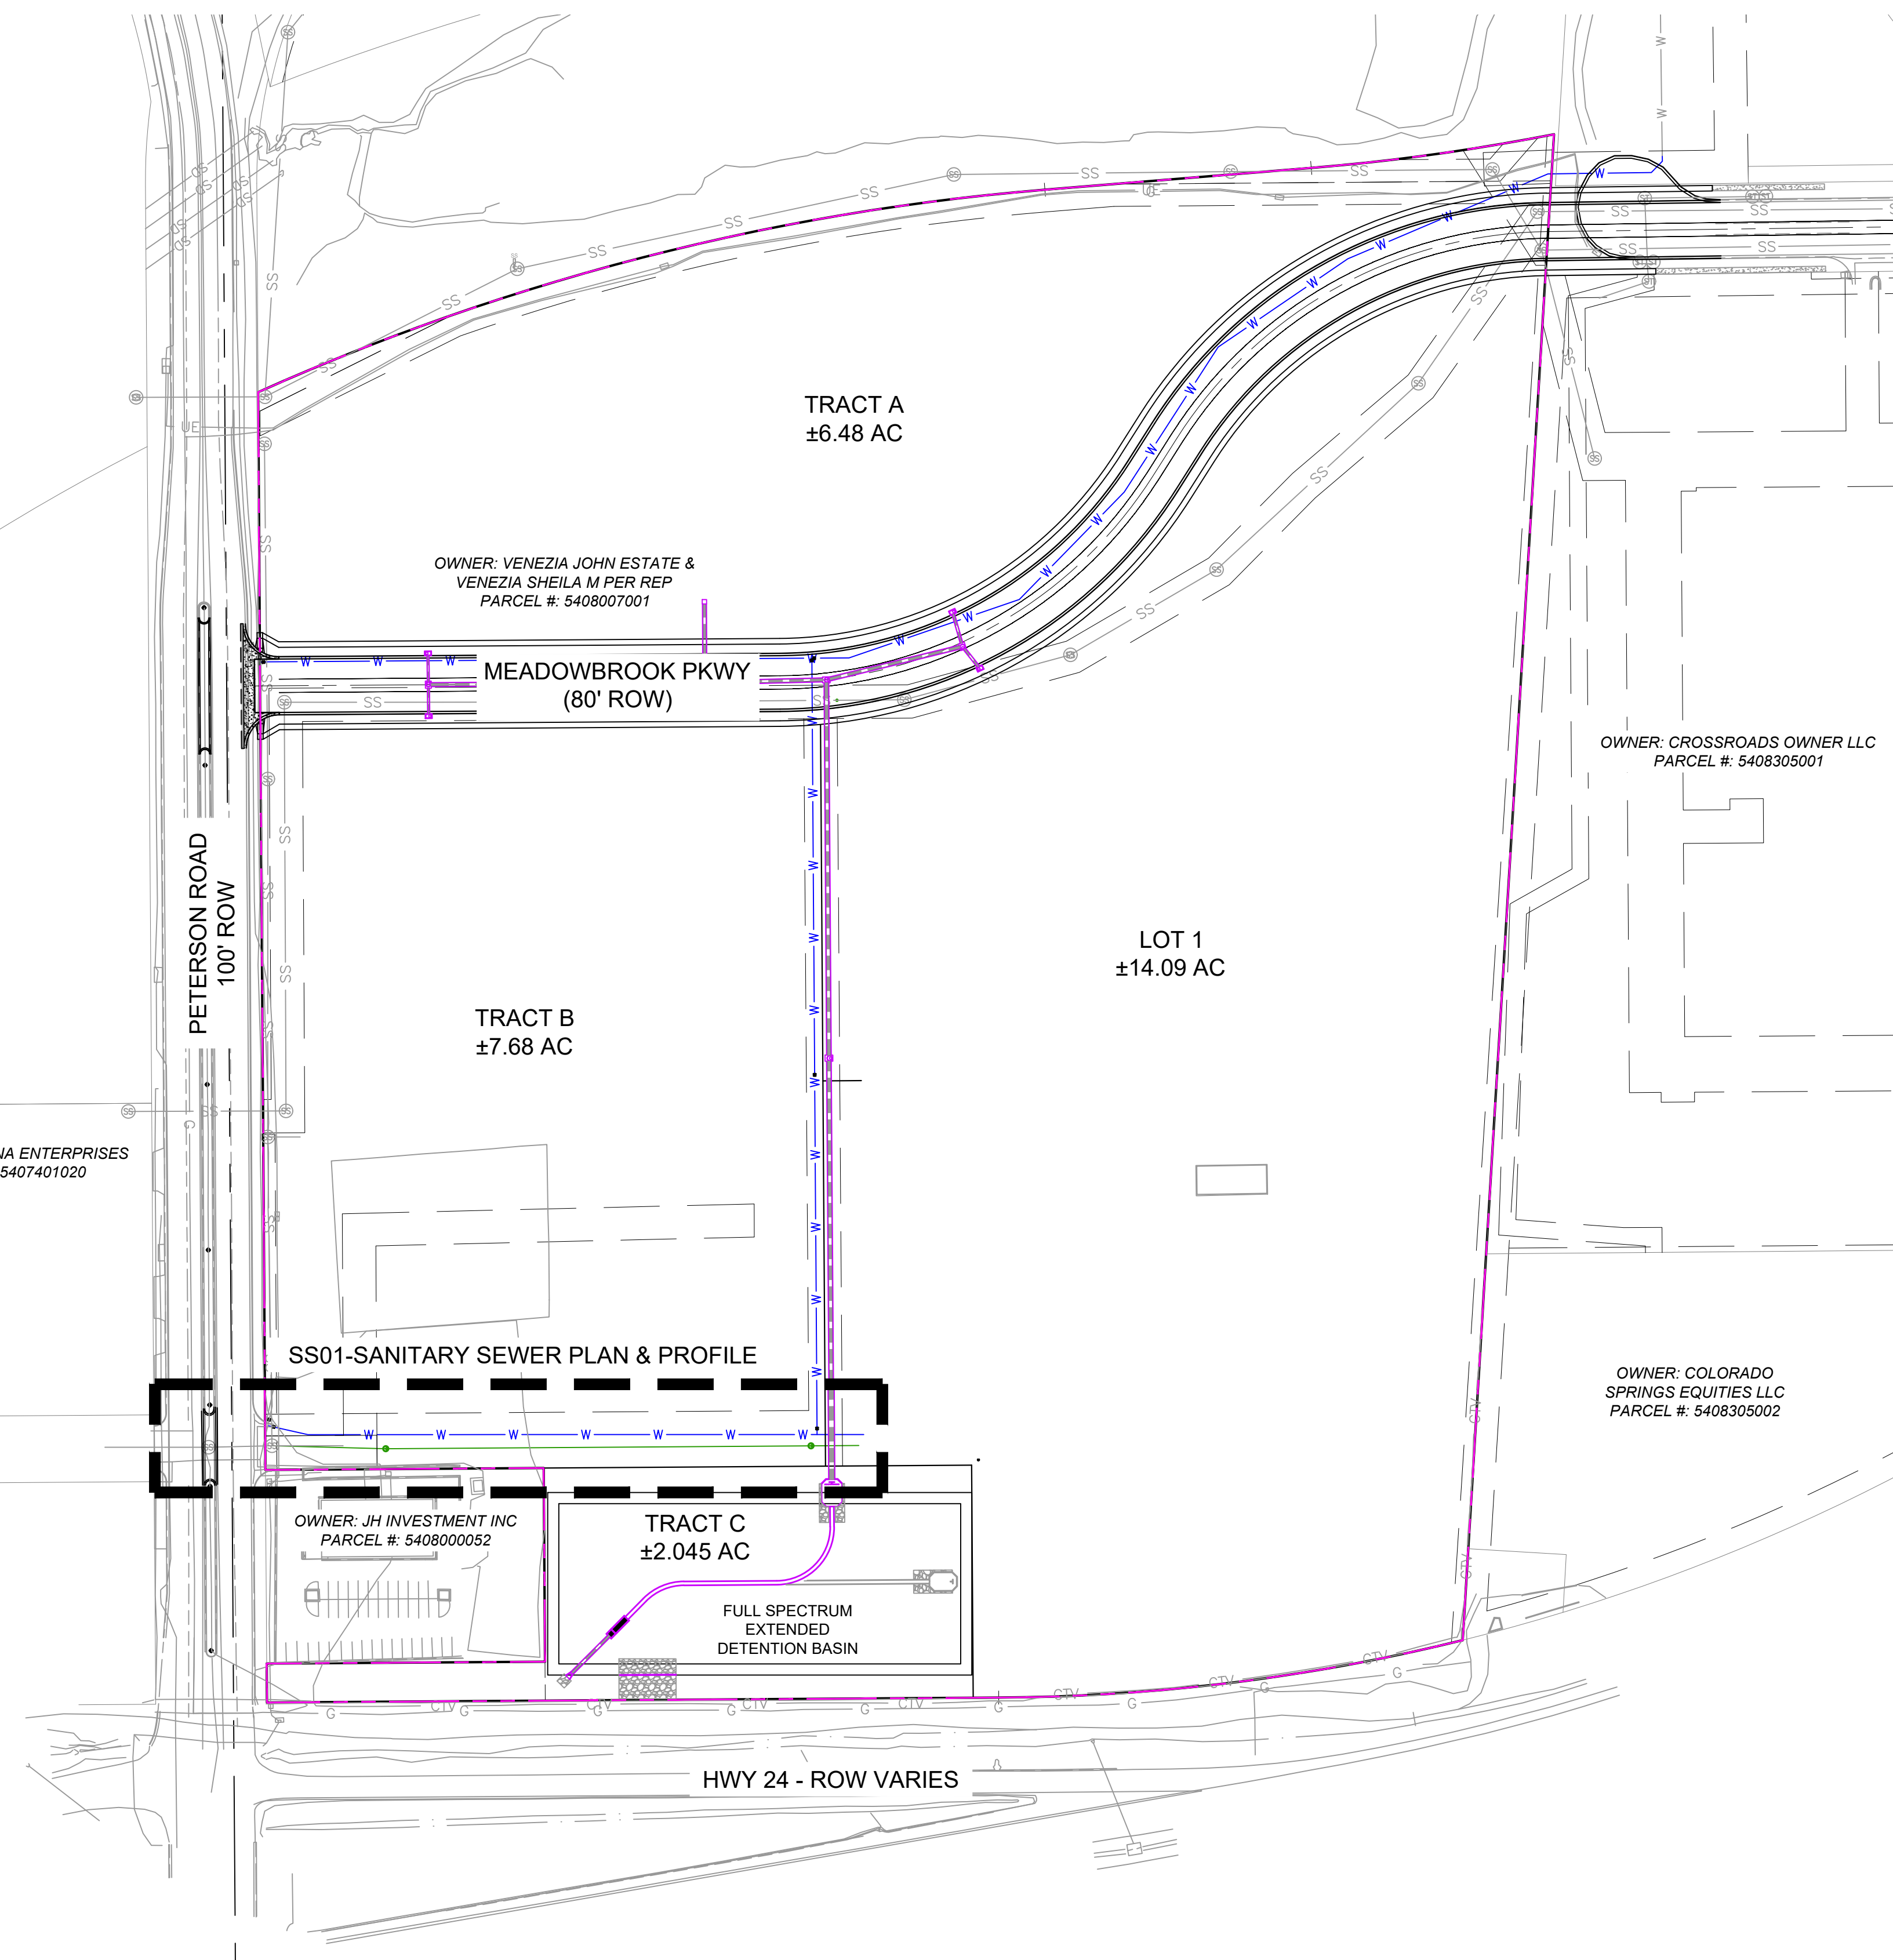 TRACT A
±6.48 AC
OWNER: VENEZIA JOHN ESTATE &
VENEZIA SHEILA M PER REP
PARCEL #: 5408007001
MEADOWBROOK PKWY
(80' ROW)
OWNER: CROSSROADS OWNER LLC
PARCEL #: 5408305001
PETERSON ROAD
100' ROW
LOT 1
±14.09 AC
TRACT B
±7.68 AC
NA ENTERPRISES
5407401020
SS01-SANITARY SEWER PLAN & PROFILE
OWNER: COLORADO
SPRINGS EQUITIES LLC
PARCEL #: 5408305002
OWNER: JH INVESTMENT INC
PARCEL #: 5408000052
TRACT C
±2.045 AC
FULL SPECTRUM
EXTENDED
DETENTION BASIN
HWY 24 - ROW VARIES